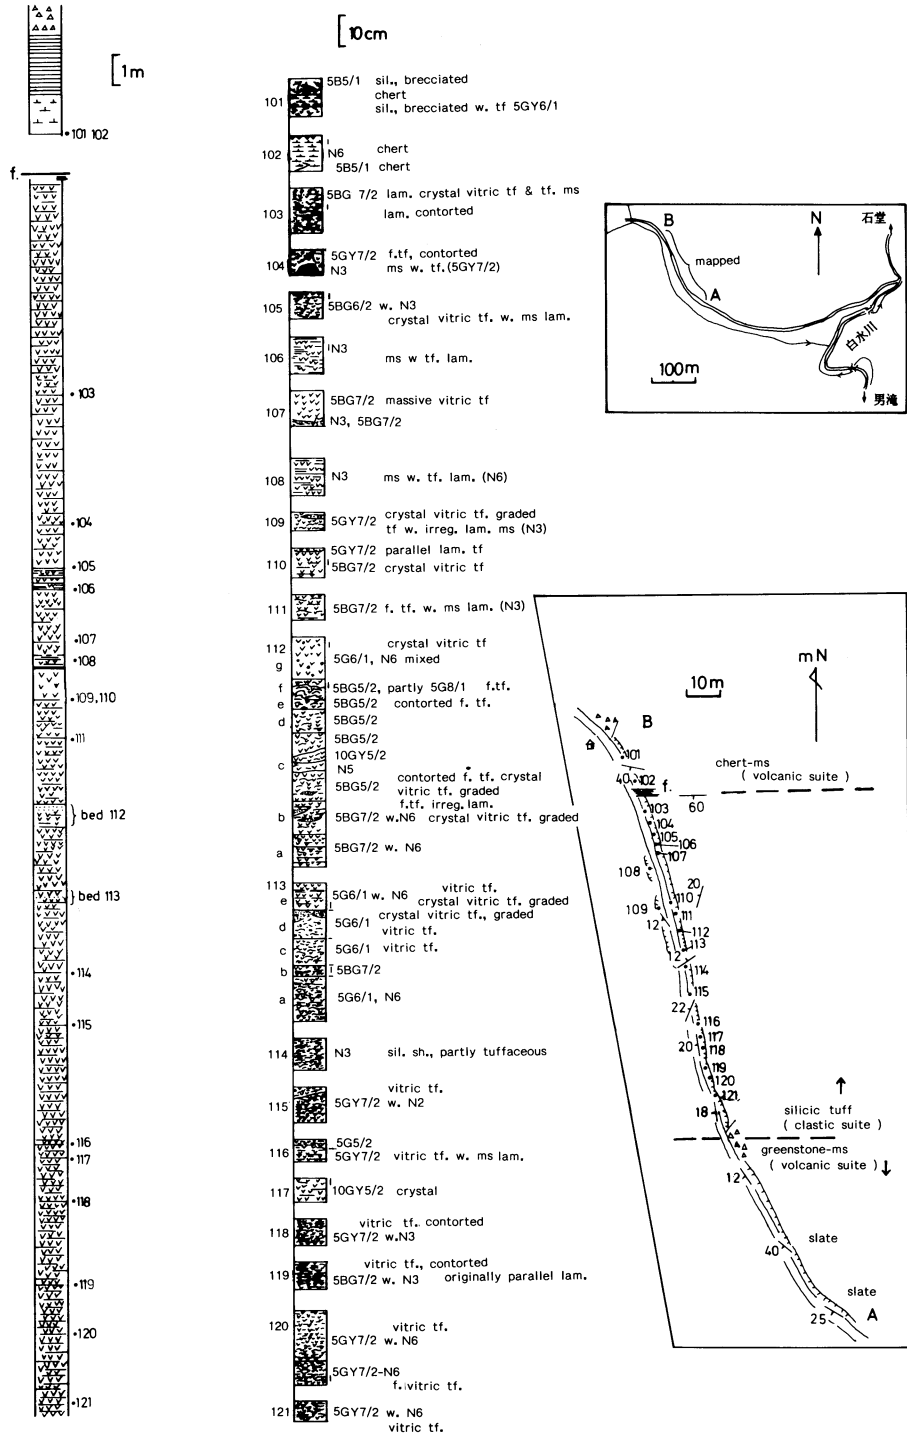 1m
101 102
f.
103
104
105
106
107
108
109,110
111
bed 112
bed 113
114
115
116
117
118
119
120
121
10cm
101
5B5/1 sil., brecciated
chert
sil., brecciated w. tf 5GY6/1
102
N6 chert
5B5/1 chert
103
5BG 7/2 lam. crystal vitric tf & tf. ms
lam. contorted
104
5GY7/2 f.tf, contorted
N3 ms w. tf.(5GY7/2)
105
5BG6/2 w. N3
crystal vitric tf. w. ms lam.
106
N3
ms w tf. lam.
107
5BG7/2 massive vitric tf
N3, 5BG7/2
108
N3 ms w. tf. lam. (N6)
109
5GY7/2 crystal vitric tf. graded
tf w. irreg. lam. ms (N3)
110
5GY7/2 parallel lam. tf
5BG7/2 crystal vitric tf
111
5BG7/2 f. tf. w. ms lam. (N3)
112
crystal vitric tf
g
5G6/1, N6 mixed
f
5BG5/2, partly 5G8/1 f.tf.
e
5BG5/2 contorted f. tf.
d
5BG5/2
5BG5/2
10GY5/2
c
N5
5BG5/2 contorted f. tf. crystal
vitric tf. graded
f.tf. irreg. lam.
b
5BG7/2 w.N6 crystal vitric tf. graded
a
5BG7/2 w. N6
113
vitric tf.
e
5G6/1 w. N6 crystal vitric tf. graded
d
5G6/1 crystal vitric tf., graded
vitric tf.
c
5G6/1 vitric tf.
b
5BG7/2
a
5G6/1, N6
114
N3 sil. sh., partly tuffaceous
115
vitric tf.
5GY7/2 w. N2
116
5G5/2
5GY7/2 vitric tf. w. ms lam.
117
10GY5/2 crystal
118
vitric tf. contorted
5GY7/2 w.N3
119
vitric tf., contorted
5BG7/2 w. N3 originally parallel lam.
120
vitric tf.
5GY7/2 w. N6
5GY7/2-N6
f. vitric tf.
121
5GY7/2 w. N6
vitric tf.
B
N
石堂
mapped
A
白水川
100m
男滝
mN
10m
B
101
40
102
chert-ms
( volcanic suite )
f.
60
103
104
105
106
107
108
20
110
109
111
12
112
113
12
114
115
22
116
117
20
118
119
120
121
18
silicic tuff
( clastic suite )
greenstone-ms
( volcanic suite )
12
40
slate
slate
25
A